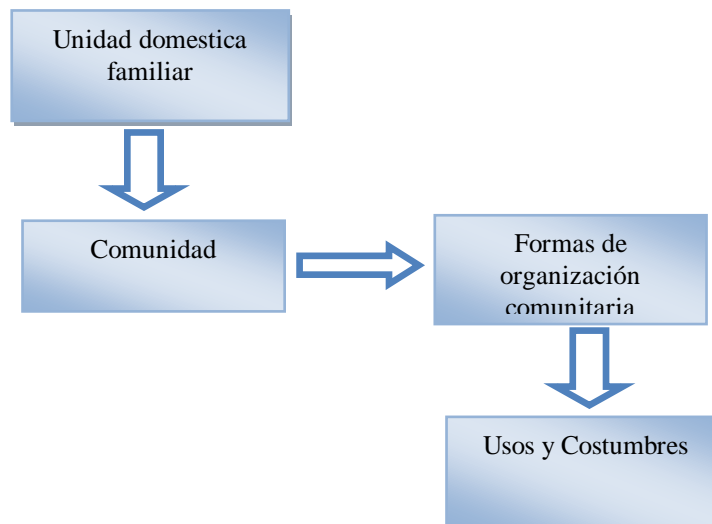 Unidad domestica
familiar
Comunidad
Formas de
organización
comunitaria
Usos y Costumbres